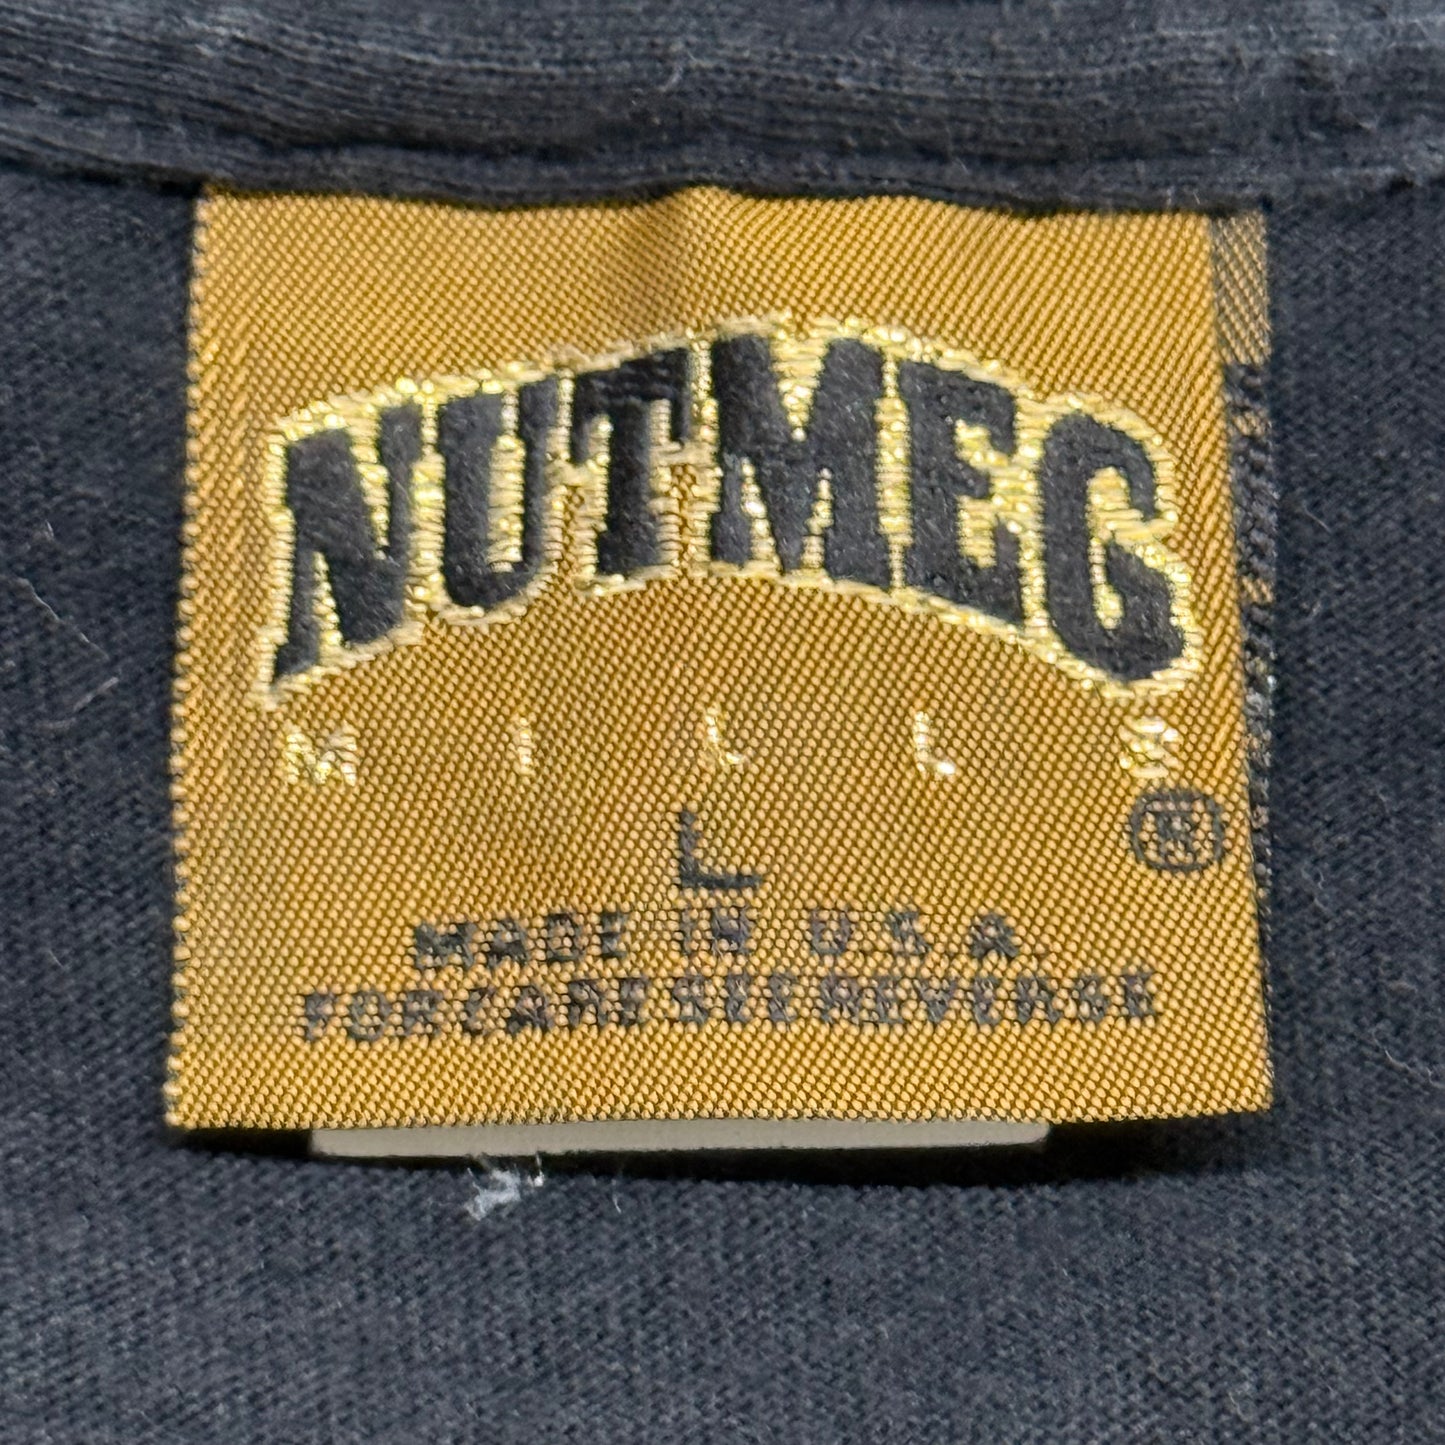 NUTMEG
MILLS
®
L
MADE IN U.S.A.
FOR CARE SEE REVERSE